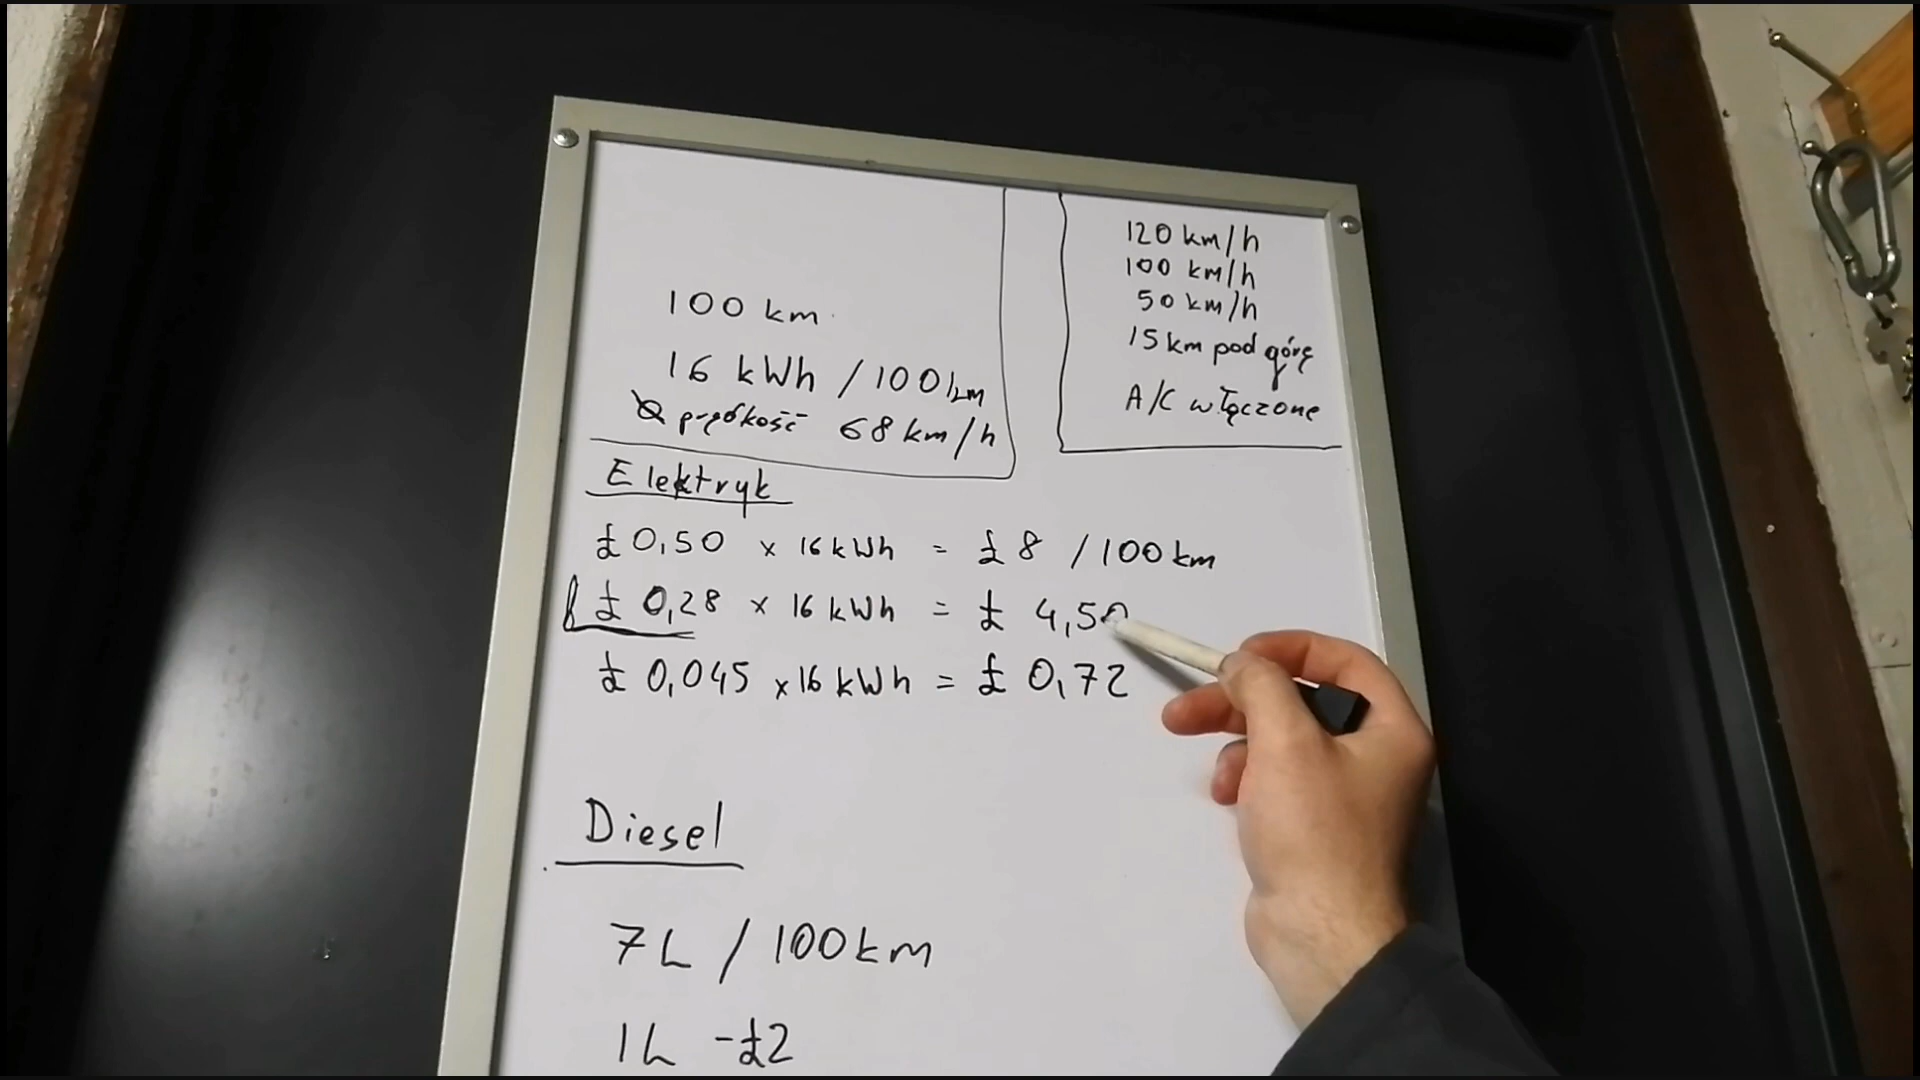 100 km
16 kWh / 100 km
prędkość 68 km/h
120 km/h
100 km/h
50 km/h
15 km pod górę
A/C włączone
Elektryk
£ 0,50 x 16 kWh = £ 8 / 100 km
£ 0,28 x 16 kWh = £ 4,50
£ 0,045 x 16 kWh = £ 0,72
Diesel
7L / 100 km
1L - £2